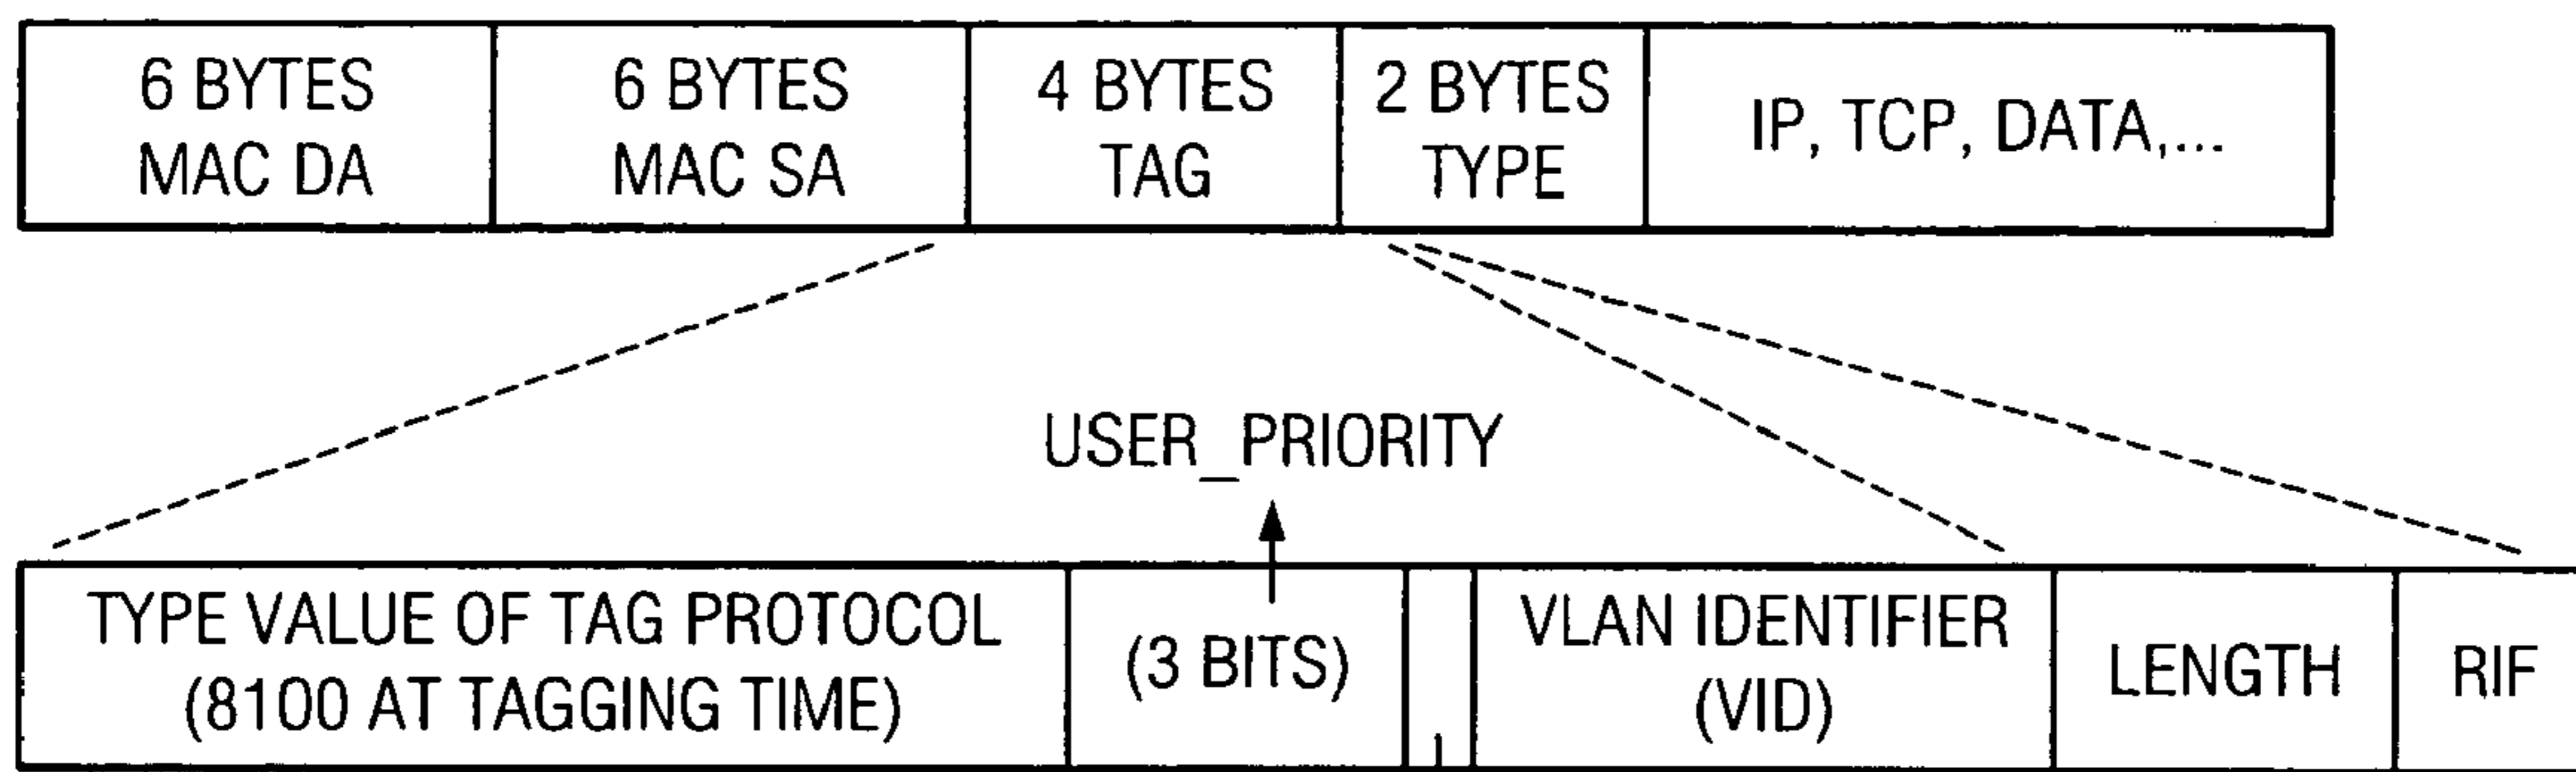 6 BYTES
MAC DA
6 BYTES
MAC SA
4 BYTES
TAG
2 BYTES
TYPE
IP, TCP, DATA,...
USER_PRIORITY
TYPE VALUE OF TAG PROTOCOL
(8100 AT TAGGING TIME)
(3 BITS)
VLAN IDENTIFIER
(VID)
LENGTH
RIF